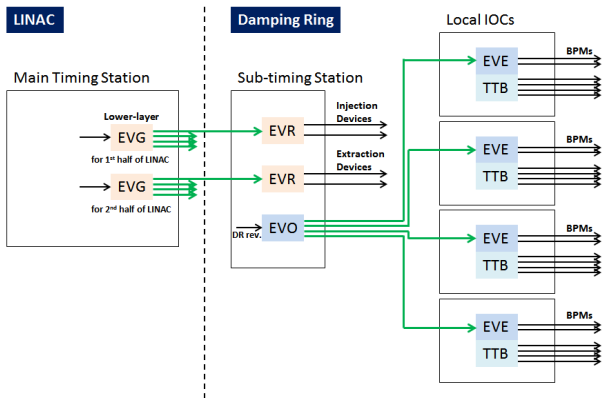 LINAC
Damping Ring
Local IOCs
Main Timing Station
Sub-timing Station
Lower-layer
EVG
for 1st half of LINAC
EVG
for 2nd half of LINAC
EVR
Injection
Devices
EVR
Extraction
Devices
DR rev.
EVO
EVE
TTB
BPMs
EVE
TTB
BPMs
EVE
TTB
BPMs
EVE
TTB
BPMs